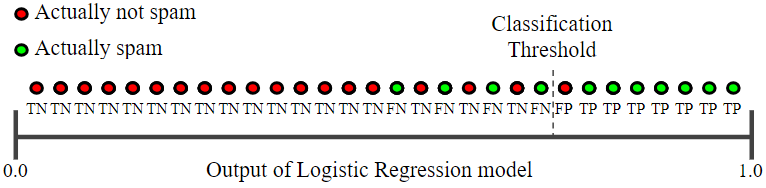 Actually not spam
Actually spam
Classification
Threshold
TN TN TN TN TN TN TN TN TN TN TN TN TN TN TN FN TN FN TN FN TN FN FP TP TP TP TP TP TP TP
0.0 Output of Logistic Regression model 1.0